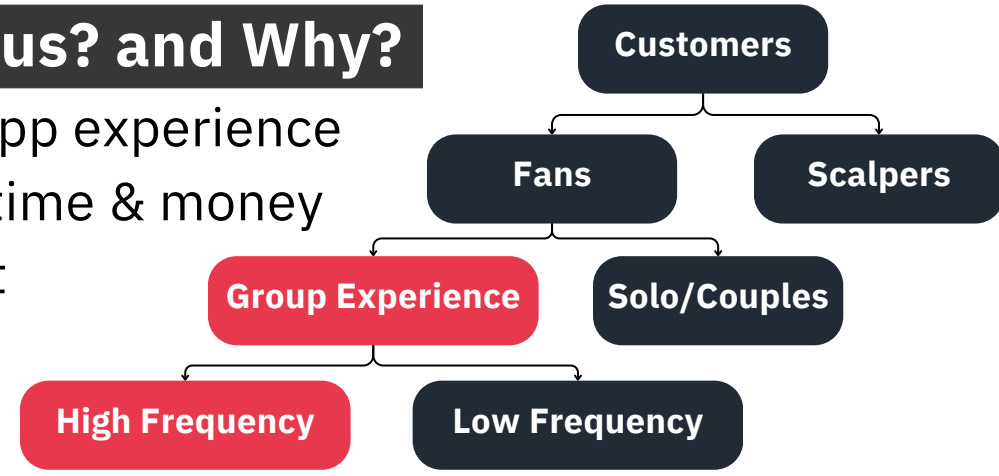 us? and Why?
Customers
pp experience
Fans
Scalpers
time & money
Group Experience
Solo/Couples
High Frequency
Low Frequency